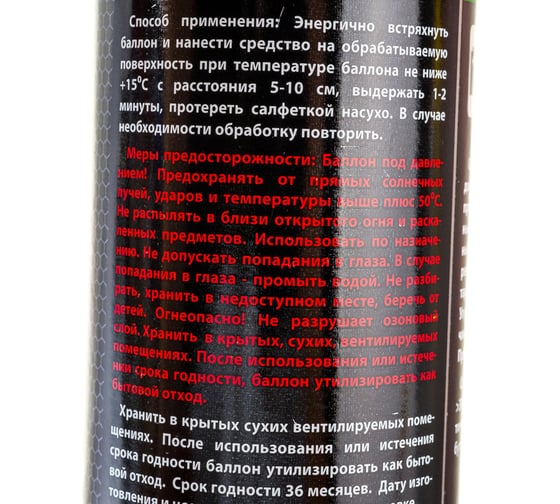 Способ применения: Энергично встряхнуть
баллон и нанести средство на обрабатываемую
поверхность при температуре баллона не ниже
+15⁰С с расстояния 5-10 см, выдержать 1-2
минуты, протереть салфеткой насухо. В случае
необходимости обработку повторить.
Меры предосторожности: Баллон под давле-
нием! Предохранять от прямых солнечных
лучей, ударов и температуры выше плюс 50⁰С.
Не распылять в близи открытого огня и раска-
ленных предметов. Использовать по назначе-
нию. Не допускать попадания в глаза. В случае
попадания в глаза - промыть водой. Не разби-
рать, хранить в недоступном месте, беречь от
детей. Огнеопасно! Не разрушает озоновый
слой. Хранить в крытых, сухих, вентилируемых
помещениях. После использования или истече-
нии срока годности, баллон утилизировать как
бытовой отход.
Хранить в крытых сухих вентилируемых поме-
щениях. После использования или истечения
срока годности баллон утилизировать как быто-
вой отход. Срок годности 36 месяцев. Дату изго-
товления и